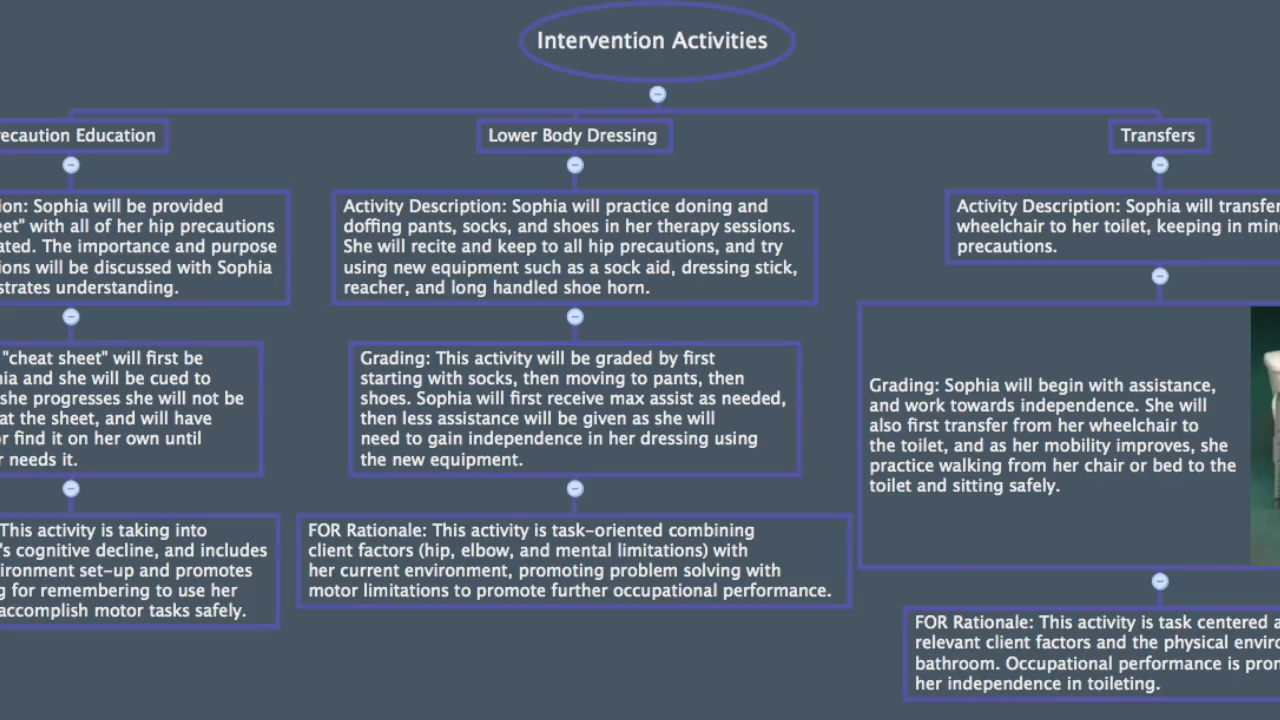 Intervention Activities
ecaution Education
ion: Sophia will be provided
eet" with all of her hip precautions
ated. The importance and purpose
ions will be discussed with Sophia
strates understanding.
"cheat sheet" will first be
hia and she will be cued to
she progresses she will not be
at the sheet, and will have
or find it on her own until
r needs it.
This activity is taking into
's cognitive decline, and includes
ironment set-up and promotes
g for remembering to use her
accomplish motor tasks safely.
Lower Body Dressing
Activity Description: Sophia will practice doning and
doffing pants, socks, and shoes in her therapy sessions.
She will recite and keep to all hip precautions, and try
using new equipment such as a sock aid, dressing stick,
reacher, and long handled shoe horn.
Grading: This activity will be graded by first
starting with socks, then moving to pants, then
shoes. Sophia will first receive max assist as needed,
then less assistance will be given as she will
need to gain independence in her dressing using
the new equipment.
FOR Rationale: This activity is task-oriented combining
client factors (hip, elbow, and mental limitations) with
her current environment, promoting problem solving with
motor limitations to promote further occupational performance.
Transfers
Activity Description: Sophia will transfer
wheelchair to her toilet, keeping in min
precautions.
Grading: Sophia will begin with assistance,
and work towards independence. She will
also first transfer from her wheelchair to
the toilet, and as her mobility improves, she
practice walking from her chair or bed to the
toilet and sitting safely.
FOR Rationale: This activity is task centered a
relevant client factors and the physical enviro
bathroom. Occupational performance is pron
her independence in toileting.